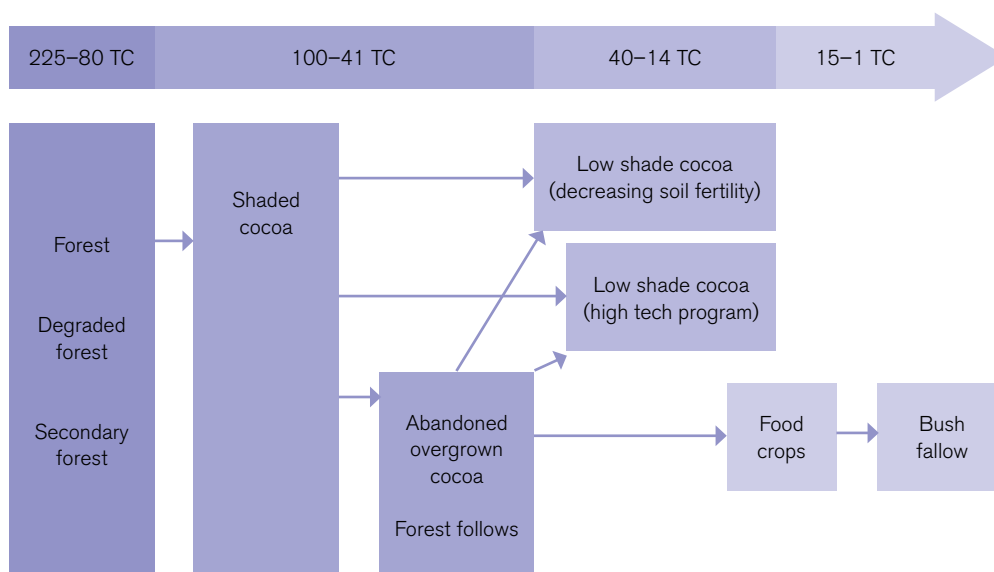 225–80 TC
100–41 TC
40–14 TC
15–1 TC
Forest
Degraded
forest
Secondary
forest
Shaded
cocoa
Low shade cocoa
(decreasing soil fertility)
Low shade cocoa
(high tech program)
Abandoned
overgrown
cocoa
Forest follows
Food
crops
Bush
fallow